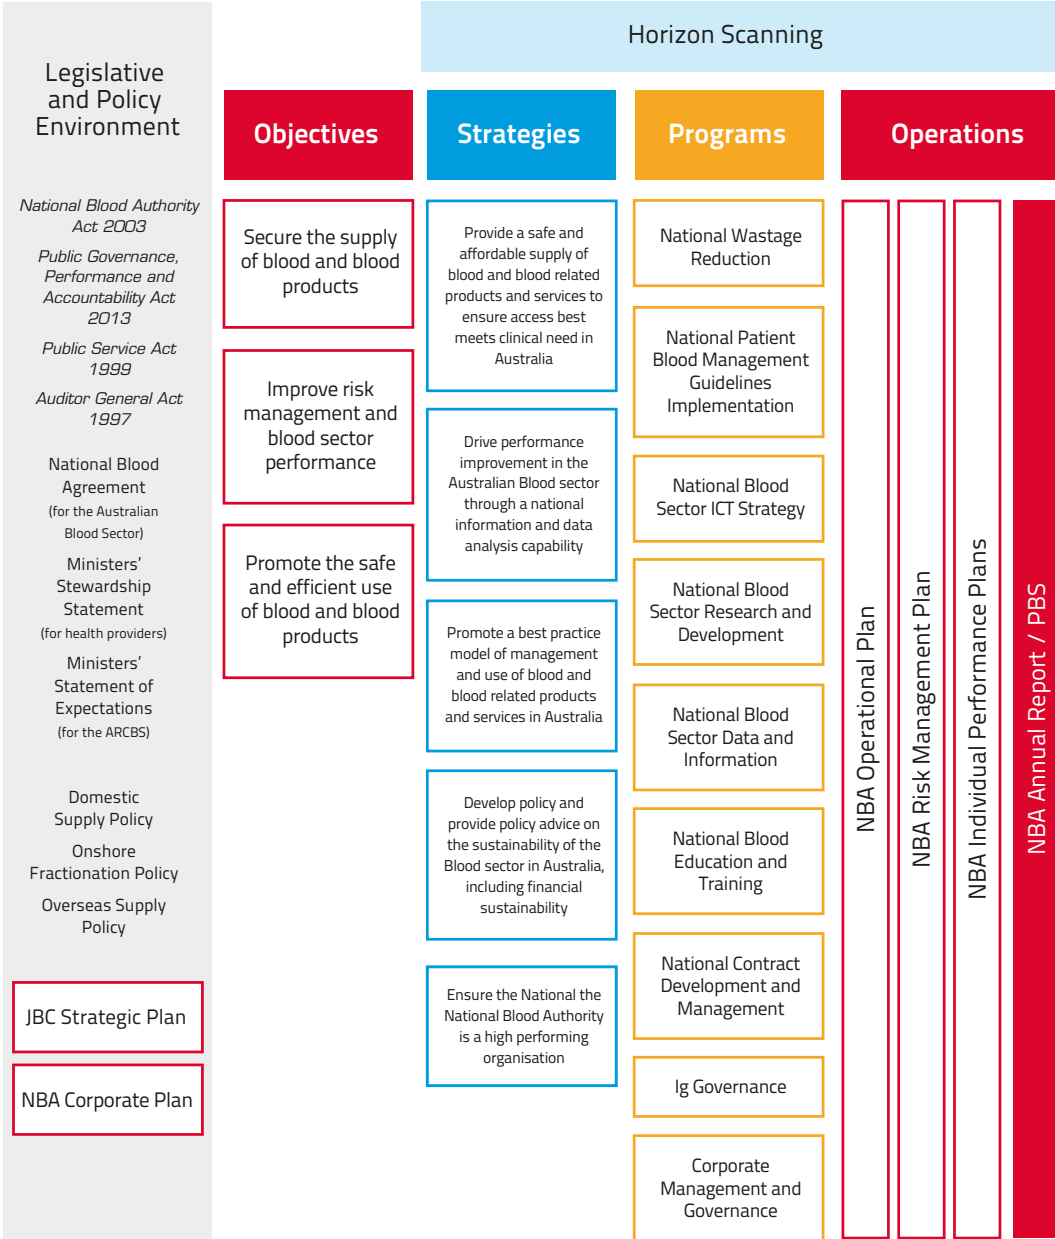 Horizon Scanning
Legislative
and Policy
Environment
National Blood Authority
Act 2003
Public Governance,
Performance and
Accountability Act
2013
Public Service Act
1999
Auditor General Act
1997
National Blood
Agreement
(for the Australian
Blood Sector)
Ministers'
Stewardship
Statement
(for health providers)
Ministers'
Statement of
Expectations
(for the ARCBS)
Domestic
Supply Policy
Onshore
Fractionation Policy
Overseas Supply
Policy
JBC Strategic Plan
NBA Corporate Plan
Objectives
Secure the supply
of blood and blood
products
Improve risk
management and
blood sector
performance
Promote the safe
and efficient use
of blood and blood
products
Strategies
Provide a safe and
affordable supply of
blood and blood related
products and services to
ensure access best
meets clinical need in
Australia
Drive performance
improvement in the
Australian Blood sector
through a national
information and data
analysis capability
Promote a best practice
model of management
and use of blood and
blood related products
and services in Australia
Develop policy and
provide policy advice on
the sustainability of the
Blood sector in Australia,
including financial
sustainability
Ensure the National the
National Blood Authority
is a high performing
organisation
Programs
National Wastage
Reduction
National Patient
Blood Management
Guidelines
Implementation
National Blood
Sector ICT Strategy
National Blood
Sector Research and
Development
National Blood
Sector Data and
Information
National Blood
Education and
Training
National Contract
Development and
Management
Ig Governance
Corporate
Management and
Governance
Operations
NBA Operational Plan
NBA Risk Management Plan
NBA Individual Performance Plans
NBA Annual Report / PBS